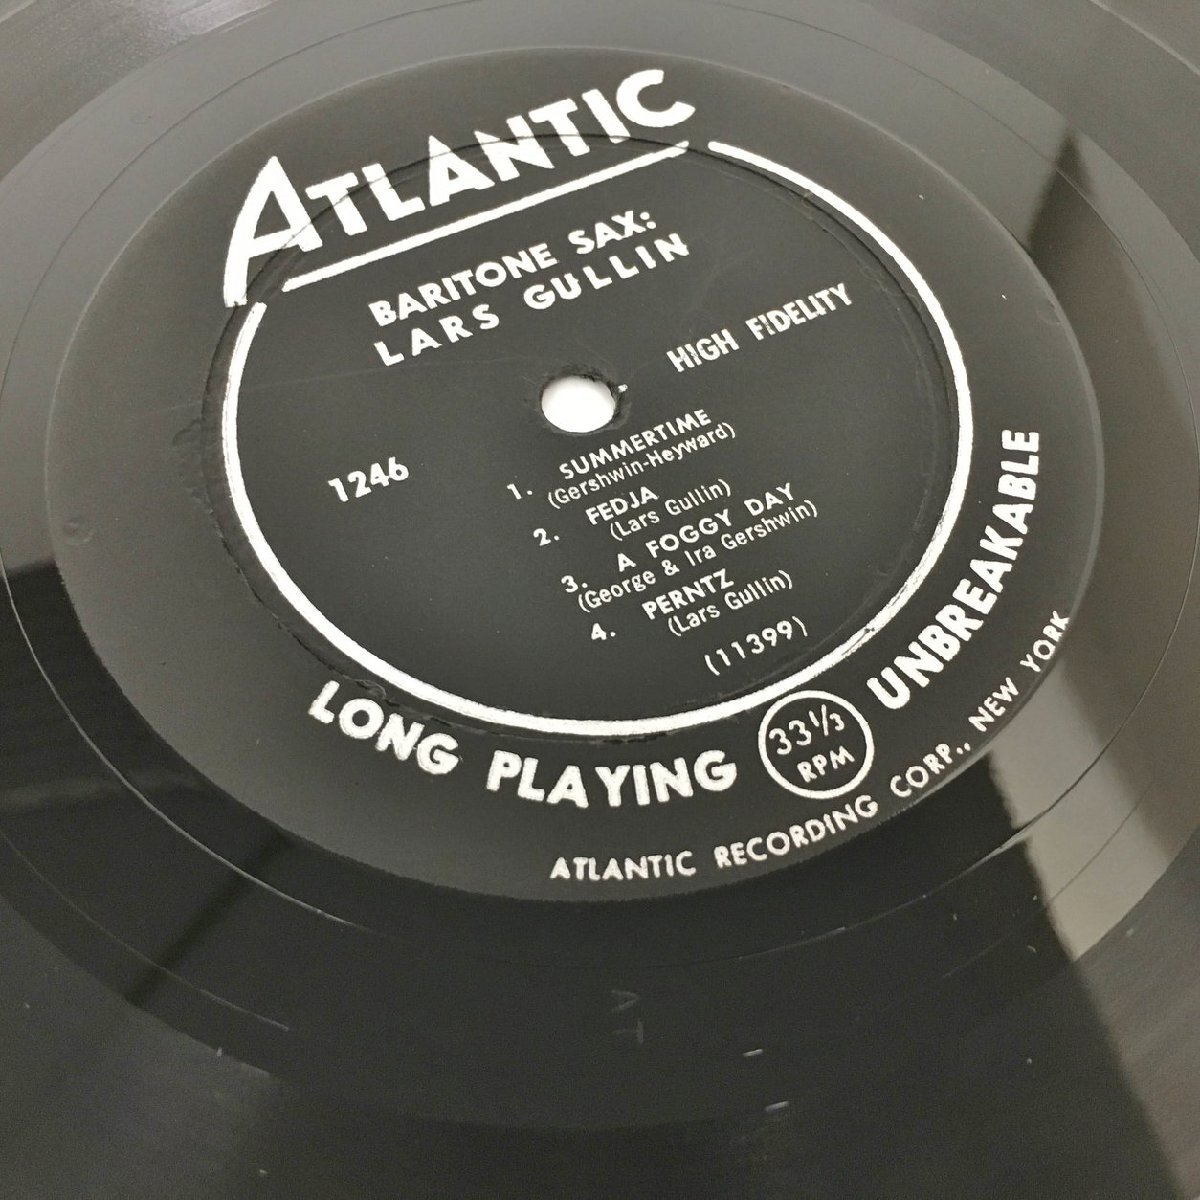 ATLANTIC
BARITONE SAX:
LARS GULLIN
HIGH FIDELITY
1246
1. SUMMERTIME
(Gershwin-Heyward)
2. FEDJA
(Lars Gullin)
3. A FOGGY DAY
(George & Ira Gershwin)
4. PERNTZ
(Lars Gullin)
(11399)
LONG PLAYING 33⅓ RPM UNBREAKABLE
ATLANTIC RECORDING CORP., NEW YORK
AT